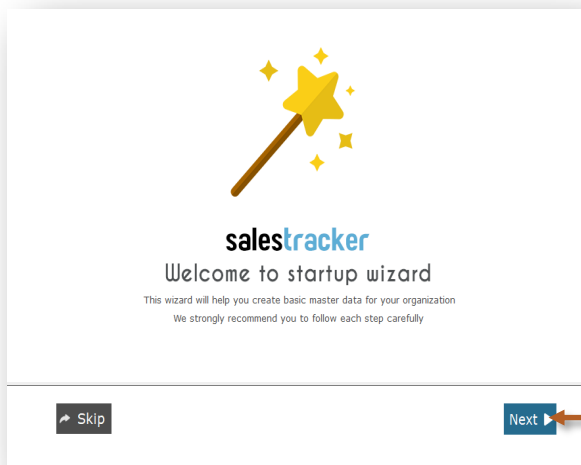 salestracker
Welcome to startup wizard
This wizard will help you create basic master data for your organization
We strongly recommend you to follow each step carefully
Skip
Next